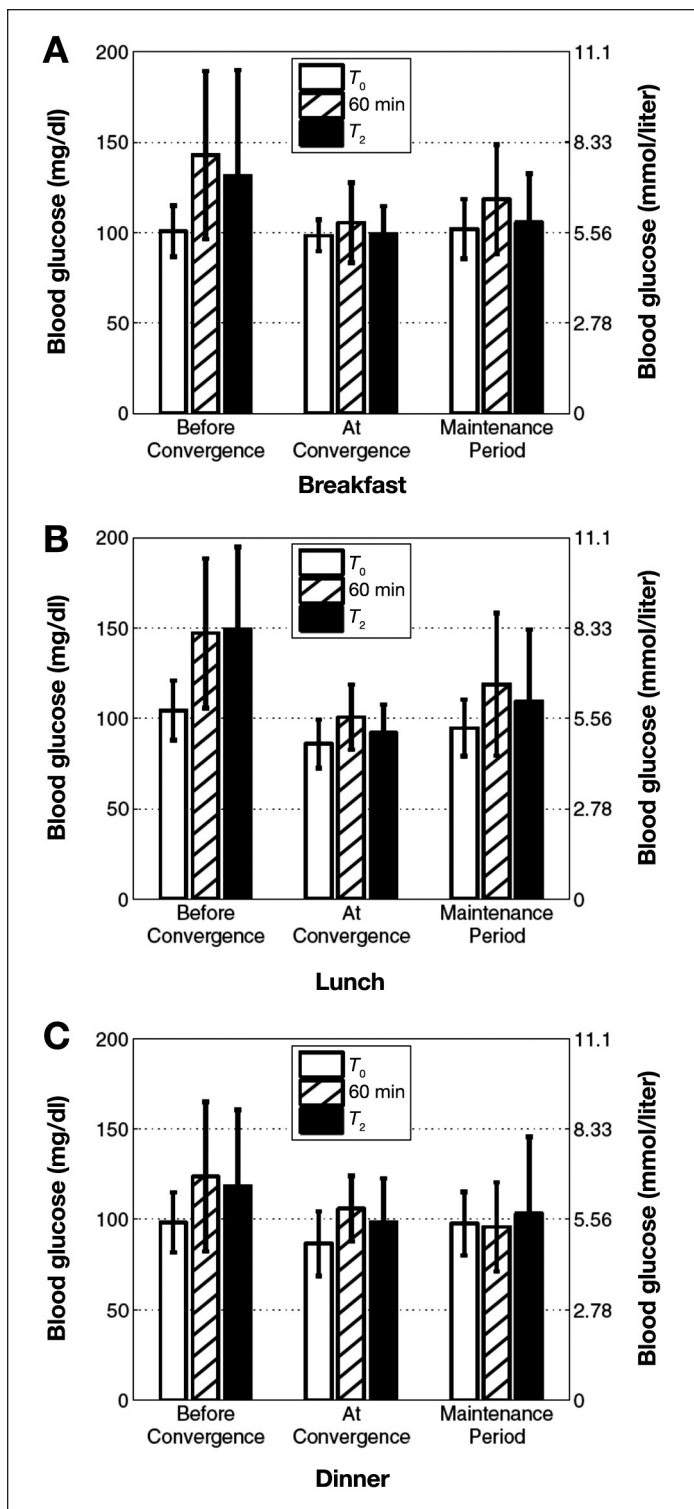 A
Blood glucose (mg/dl)
200
150
100
50
0
T0
60 min
T2
11.1
8.33
5.56
2.78
0
Blood glucose (mmol/liter)
Before
Convergence
At
Convergence
Maintenance
Period
Breakfast
B
Blood glucose (mg/dl)
200
150
100
50
0
T0
60 min
T2
11.1
8.33
5.56
2.78
0
Blood glucose (mmol/liter)
Before
Convergence
At
Convergence
Maintenance
Period
Lunch
C
Blood glucose (mg/dl)
200
150
100
50
0
T0
60 min
T2
11.1
8.33
5.56
2.78
0
Blood glucose (mmol/liter)
Before
Convergence
At
Convergence
Maintenance
Period
Dinner